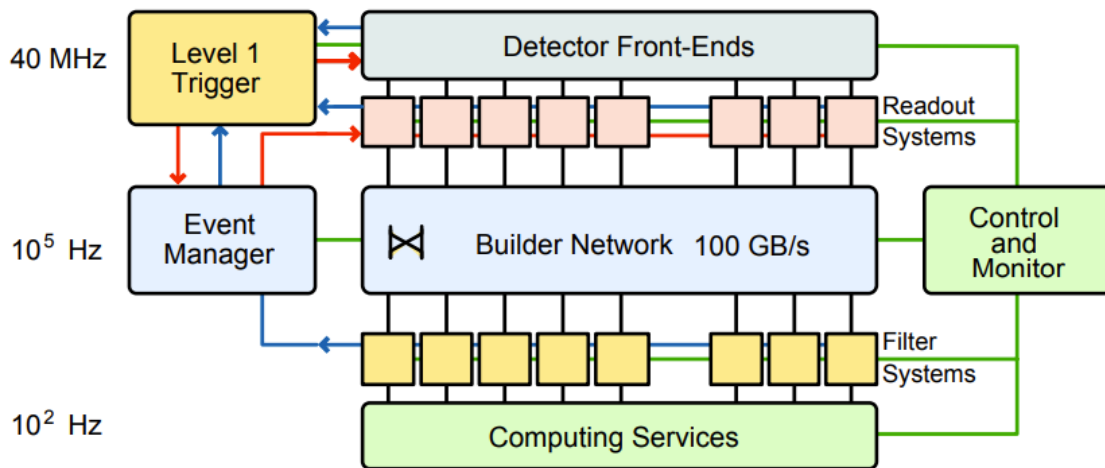 40 MHz
Level 1
Trigger
Detector Front-Ends
Readout
Systems
10⁵ Hz
Event
Manager
Builder Network 100 GB/s
Control
and
Monitor
Filter
Systems
10² Hz
Computing Services